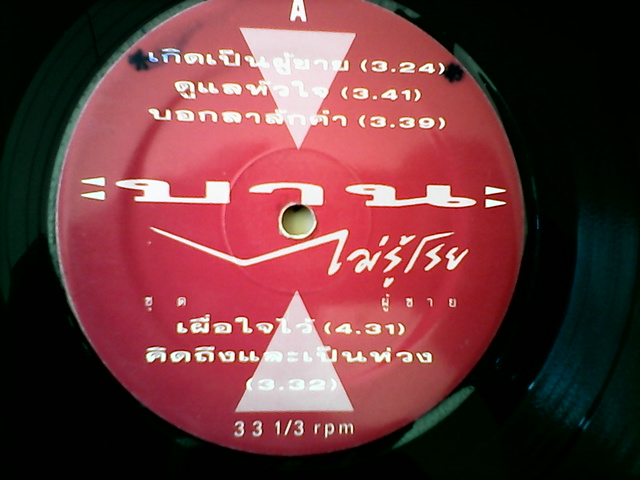 A
เกิดเป็นผู้ชาย (3.24)
ดูแลหัวใจ (3.41)
บอกลาสักคำ (3.39)
บานไม่รู้โรย
ชุด ผู้ชาย
เผื่อใจไว้ (4.31)
คิดถึงและเป็นห่วง
(3.32)
33 1/3 rpm